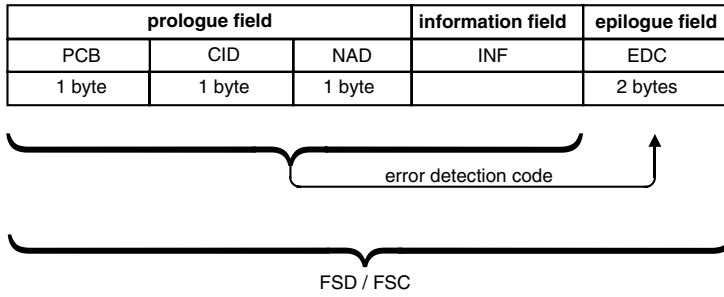 prologue field information field epilogue field
PCB CID NAD INF EDC
1 byte 1 byte 1 byte 2 bytes
error detection code
FSD / FSC